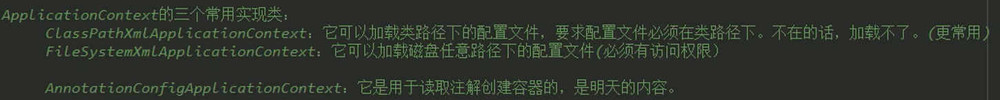 ApplicationContext的三个常用实现类：
ClassPathXmlApplicationContext：它可以加载类路径下的配置文件，要求配置文件必须在类路径下。不在的话，加载不了。(更常用)
FileSystemXmlApplicationContext：它可以加载磁盘任意路径下的配置文件(必须有访问权限）
AnnotationConfigApplicationContext：它是用于读取注解创建容器的，是明天的内容。